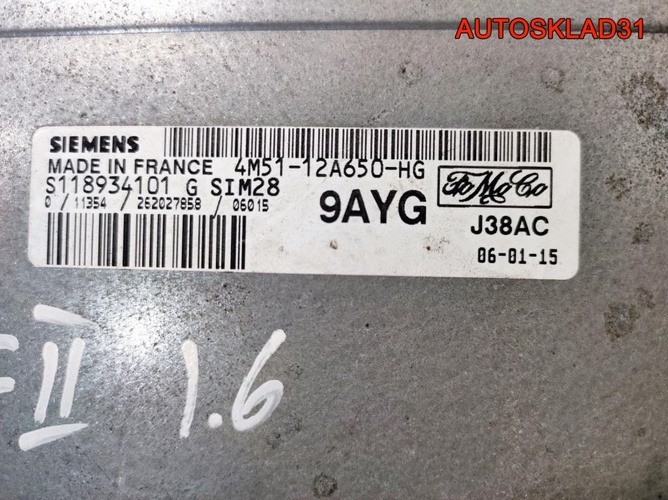 AUTOSKLAD31
SIEMENS
MADE IN FRANCE 4M51-12A650-HG
S118934101 G SIM28
0 / 11354 / 262027858 / 06015
9AYG
FoMoCo
J38AC
06-01-15
F II 1.6